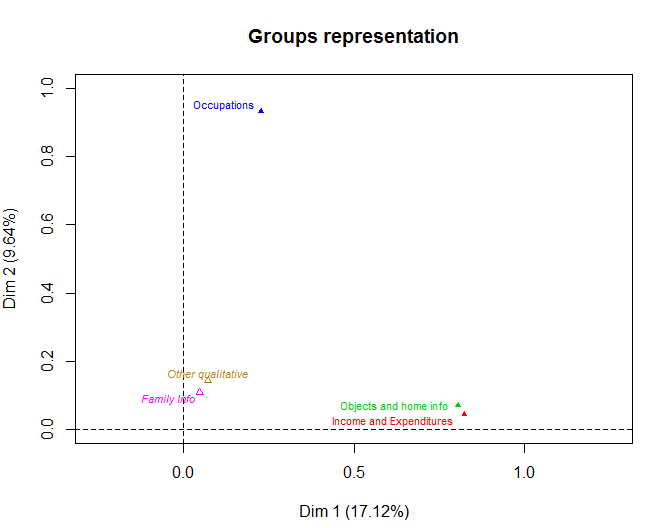 Groups representation
Dim 2 (9.64%)
1.0
0.8
0.6
0.4
0.2
0.0
Occupations
Other qualitative
Family Info
Objects and home info
Income and Expenditures
0.0
0.5
1.0
Dim 1 (17.12%)